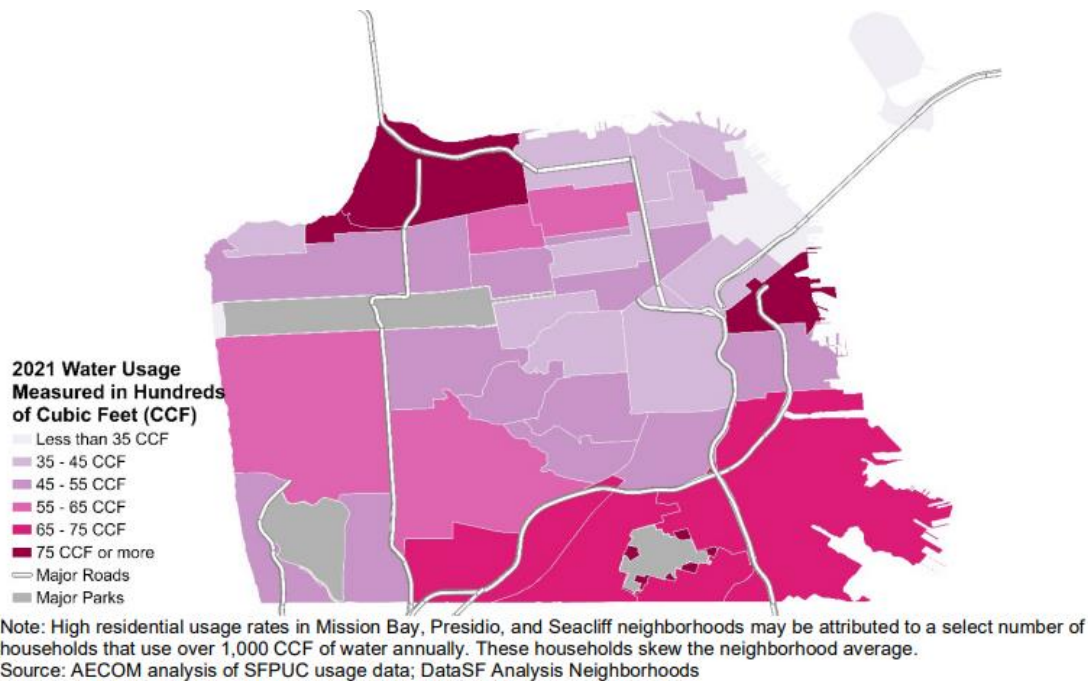 2021 Water Usage
Measured in Hundreds
of Cubic Feet (CCF)
Less than 35 CCF
35 - 45 CCF
45 - 55 CCF
55 - 65 CCF
65 - 75 CCF
75 CCF or more
Major Roads
Major Parks
Note: High residential usage rates in Mission Bay, Presidio, and Seacliff neighborhoods may be attributed to a select number of
households that use over 1,000 CCF of water annually. These households skew the neighborhood average.
Source: AECOM analysis of SFPUC usage data; DataSF Analysis Neighborhoods